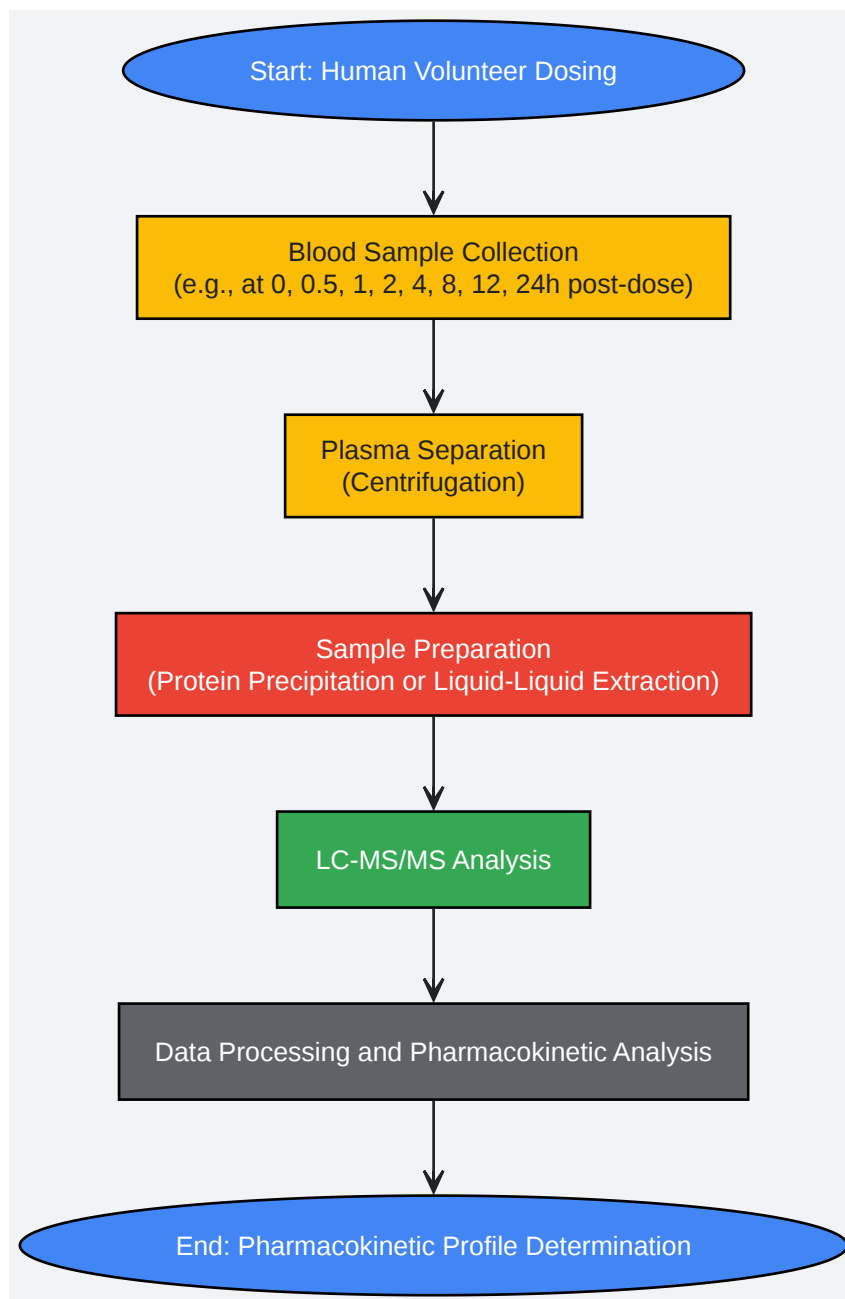 Start: Human Volunteer Dosing
Blood Sample Collection
(e.g., at 0, 0.5, 1, 2, 4, 8, 12, 24h post-dose)
Plasma Separation
(Centrifugation)
Sample Preparation
(Protein Precipitation or Liquid-Liquid Extraction)
LC-MS/MS Analysis
Data Processing and Pharmacokinetic Analysis
End: Pharmacokinetic Profile Determination